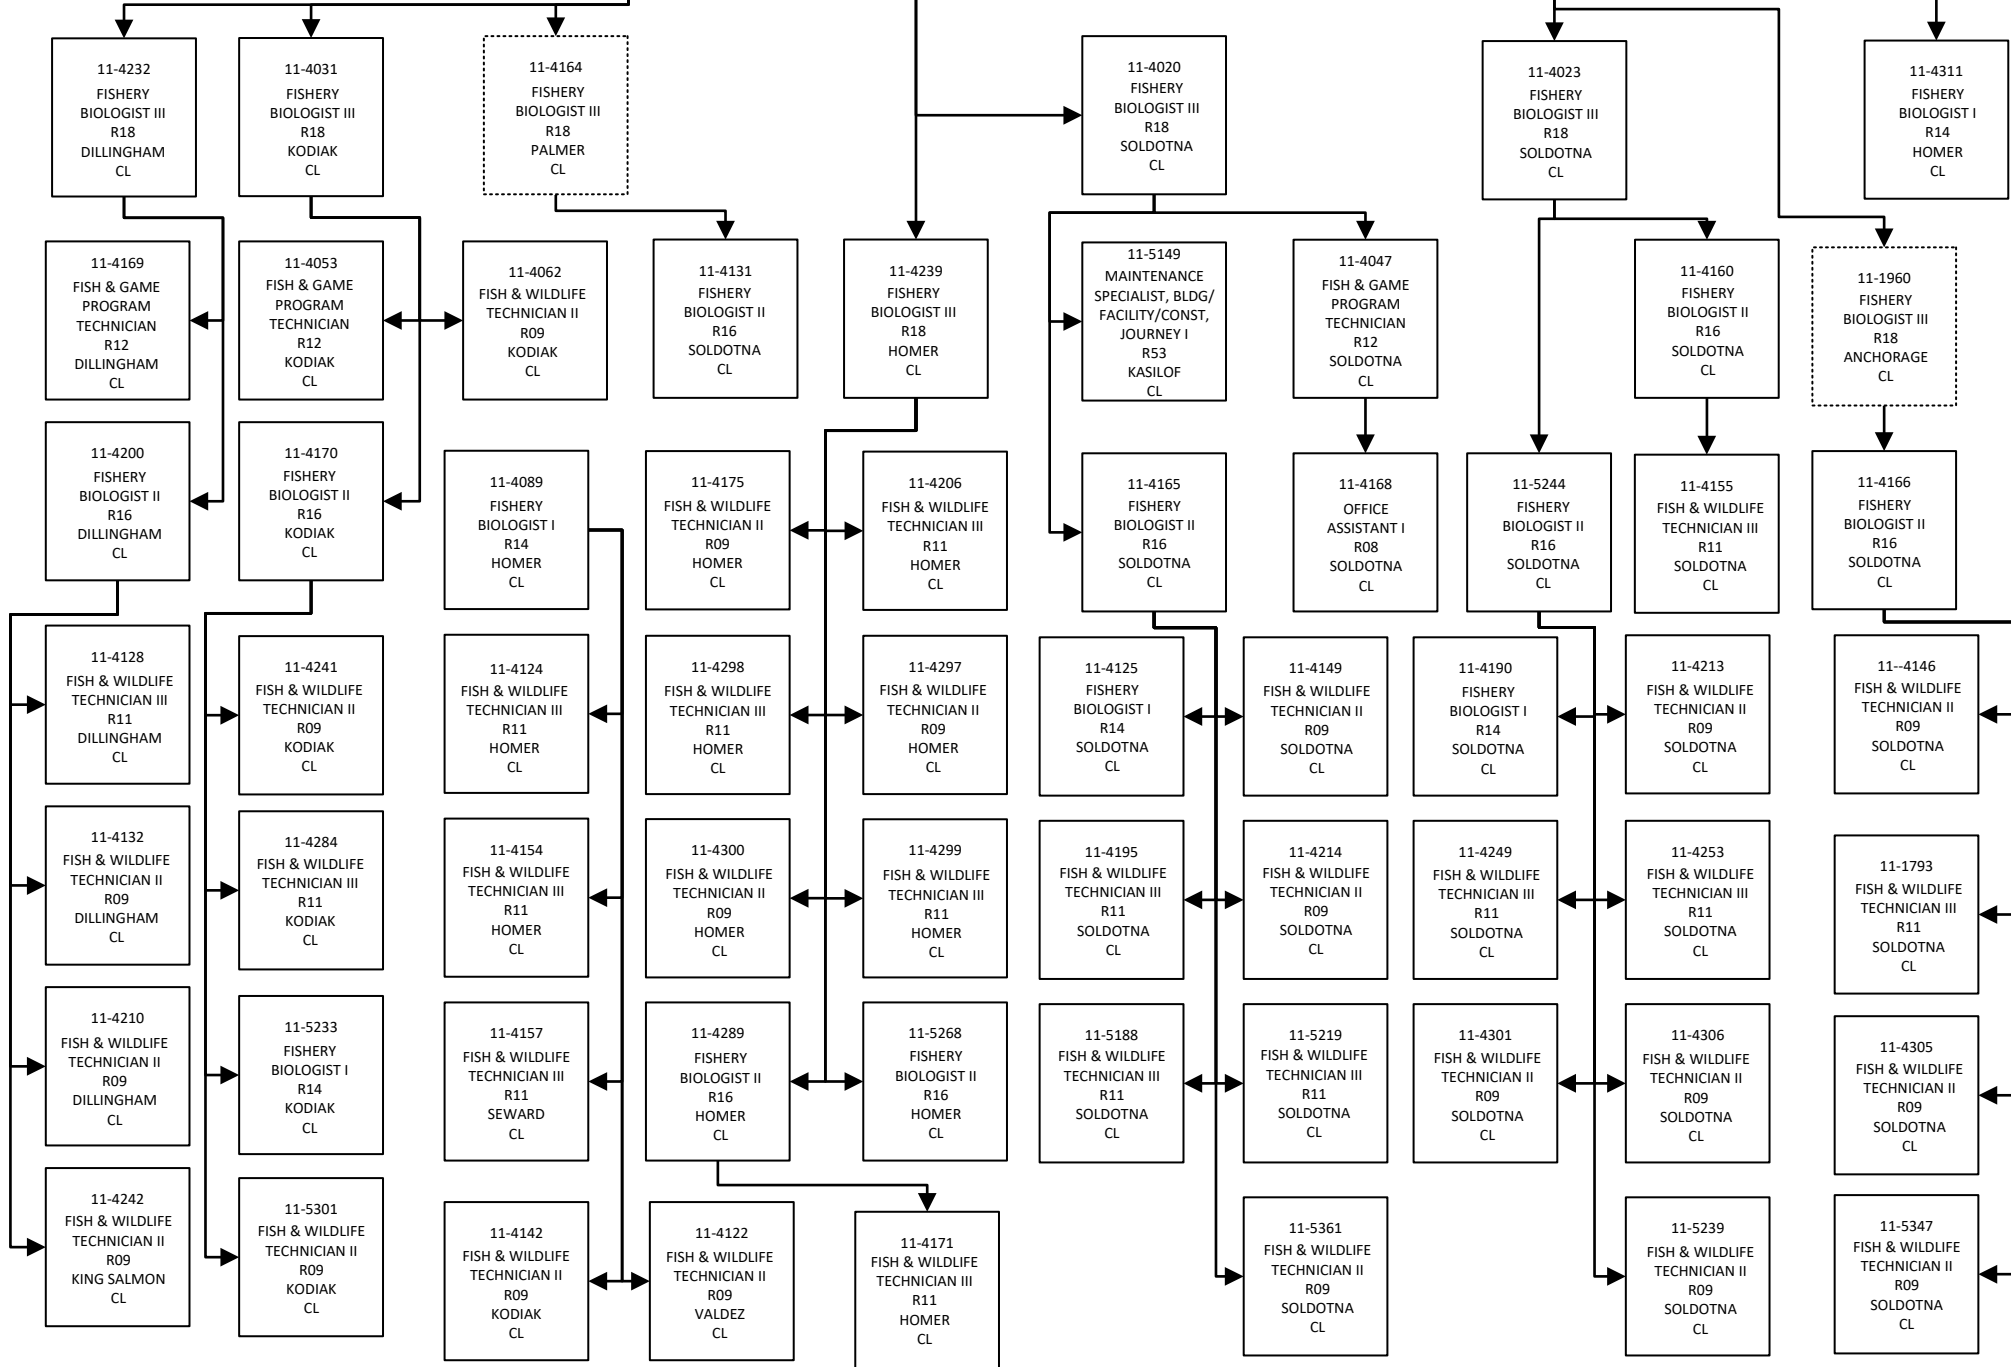 11-4232
FISHERY
BIOLOGIST III
R18
DILLINGHAM
CL
11-4031
FISHERY
BIOLOGIST III
R18
KODIAK
CL
11-4164
FISHERY
BIOLOGIST III
R18
PALMER
CL
11-4020
FISHERY
BIOLOGIST III
R18
SOLDOTNA
CL
11-4023
FISHERY
BIOLOGIST III
R18
SOLDOTNA
CL
11-4311
FISHERY
BIOLOGIST I
R14
HOMER
CL
11-4169
FISH & GAME
PROGRAM
TECHNICIAN
R12
DILLINGHAM
CL
11-4053
FISH & GAME
PROGRAM
TECHNICIAN
R12
KODIAK
CL
11-4062
FISH & WILDLIFE
TECHNICIAN II
R09
KODIAK
CL
11-4131
FISHERY
BIOLOGIST II
R16
SOLDOTNA
CL
11-4239
FISHERY
BIOLOGIST III
R18
HOMER
CL
11-5149
MAINTENANCE
SPECIALIST, BLDG/
FACILITY/CONST,
JOURNEY I
R53
KASILOF
CL
11-4047
FISH & GAME
PROGRAM
TECHNICIAN
R12
SOLDOTNA
CL
11-4160
FISHERY
BIOLOGIST II
R16
SOLDOTNA
CL
11-1960
FISHERY
BIOLOGIST III
R18
ANCHORAGE
CL
11-4200
FISHERY
BIOLOGIST II
R16
DILLINGHAM
CL
11-4170
FISHERY
BIOLOGIST II
R16
KODIAK
CL
11-4089
FISHERY
BIOLOGIST I
R14
HOMER
CL
11-4175
FISH & WILDLIFE
TECHNICIAN II
R09
HOMER
CL
11-4206
FISH & WILDLIFE
TECHNICIAN III
R11
HOMER
CL
11-4165
FISHERY
BIOLOGIST II
R16
SOLDOTNA
CL
11-4168
OFFICE
ASSISTANT I
R08
SOLDOTNA
CL
11-5244
FISHERY
BIOLOGIST II
R16
SOLDOTNA
CL
11-4155
FISH & WILDLIFE
TECHNICIAN III
R11
SOLDOTNA
CL
11-4166
FISHERY
BIOLOGIST II
R16
SOLDOTNA
CL
11-4128
FISH & WILDLIFE
TECHNICIAN III
R11
DILLINGHAM
CL
11-4241
FISH & WILDLIFE
TECHNICIAN II
R09
KODIAK
CL
11-4124
FISH & WILDLIFE
TECHNICIAN III
R11
HOMER
CL
11-4298
FISH & WILDLIFE
TECHNICIAN III
R11
HOMER
CL
11-4297
FISH & WILDLIFE
TECHNICIAN II
R09
HOMER
CL
11-4125
FISHERY
BIOLOGIST I
R14
SOLDOTNA
CL
11-4149
FISH & WILDLIFE
TECHNICIAN II
R09
SOLDOTNA
CL
11-4190
FISHERY
BIOLOGIST I
R14
SOLDOTNA
CL
11-4213
FISH & WILDLIFE
TECHNICIAN II
R09
SOLDOTNA
CL
11--4146
FISH & WILDLIFE
TECHNICIAN II
R09
SOLDOTNA
CL
11-4132
FISH & WILDLIFE
TECHNICIAN II
R09
DILLINGHAM
CL
11-4284
FISH & WILDLIFE
TECHNICIAN III
R11
KODIAK
CL
11-4154
FISH & WILDLIFE
TECHNICIAN III
R11
HOMER
CL
11-4300
FISH & WILDLIFE
TECHNICIAN II
R09
HOMER
CL
11-4299
FISH & WILDLIFE
TECHNICIAN III
R11
HOMER
CL
11-4195
FISH & WILDLIFE
TECHNICIAN III
R11
SOLDOTNA
CL
11-4214
FISH & WILDLIFE
TECHNICIAN II
R09
SOLDOTNA
CL
11-4249
FISH & WILDLIFE
TECHNICIAN III
R11
SOLDOTNA
CL
11-4253
FISH & WILDLIFE
TECHNICIAN III
R11
SOLDOTNA
CL
11-1793
FISH & WILDLIFE
TECHNICIAN III
R11
SOLDOTNA
CL
11-4210
FISH & WILDLIFE
TECHNICIAN II
R09
DILLINGHAM
CL
11-5233
FISHERY
BIOLOGIST I
R14
KODIAK
CL
11-4157
FISH & WILDLIFE
TECHNICIAN III
R11
SEWARD
CL
11-4289
FISHERY
BIOLOGIST II
R16
HOMER
CL
11-5268
FISHERY
BIOLOGIST II
R16
HOMER
CL
11-5188
FISH & WILDLIFE
TECHNICIAN III
R11
SOLDOTNA
CL
11-5219
FISH & WILDLIFE
TECHNICIAN III
R11
SOLDOTNA
CL
11-4301
FISH & WILDLIFE
TECHNICIAN II
R09
SOLDOTNA
CL
11-4306
FISH & WILDLIFE
TECHNICIAN II
R09
SOLDOTNA
CL
11-4305
FISH & WILDLIFE
TECHNICIAN II
R09
SOLDOTNA
CL
11-4242
FISH & WILDLIFE
TECHNICIAN II
R09
KING SALMON
CL
11-5301
FISH & WILDLIFE
TECHNICIAN II
R09
KODIAK
CL
11-4142
FISH & WILDLIFE
TECHNICIAN II
R09
KODIAK
CL
11-4122
FISH & WILDLIFE
TECHNICIAN II
R09
VALDEZ
CL
11-4171
FISH & WILDLIFE
TECHNICIAN III
R11
HOMER
CL
11-5361
FISH & WILDLIFE
TECHNICIAN II
R09
SOLDOTNA
CL
11-5239
FISH & WILDLIFE
TECHNICIAN II
R09
SOLDOTNA
CL
11-5347
FISH & WILDLIFE
TECHNICIAN II
R09
SOLDOTNA
CL